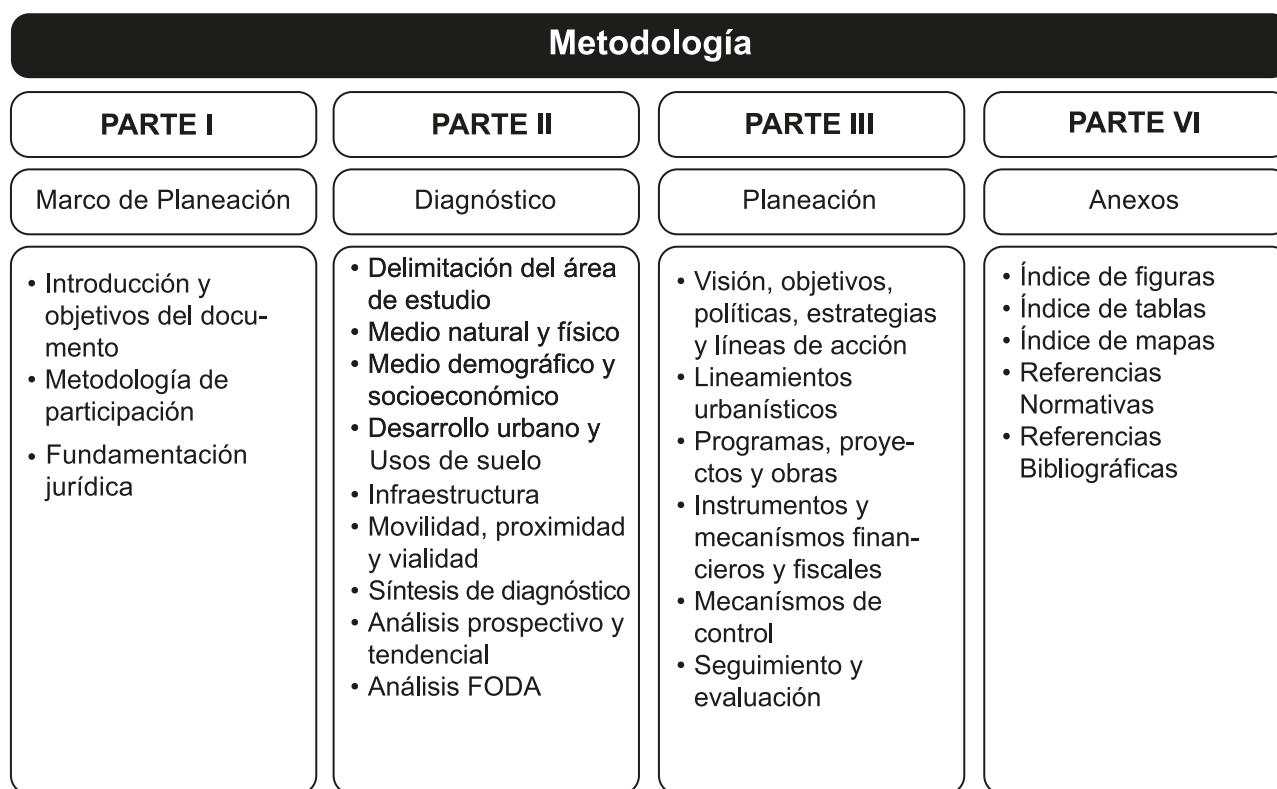 Metodología
PARTE I
Marco de Planeación
• Introducción y
objetivos del docu-
mento
• Metodología de
participación
• Fundamentación
jurídica
PARTE II
Diagnóstico
• Delimitación del área
de estudio
• Medio natural y físico
• Medio demográfico y
socioeconómico
• Desarrollo urbano y
Usos de suelo
• Infraestructura
• Movilidad, proximidad
y vialidad
• Síntesis de diagnóstico
• Análisis prospectivo y
tendencial
• Análisis FODA
PARTE III
Planeación
• Visión, objetivos,
políticas, estrategias
y líneas de acción
• Lineamientos
urbanísticos
• Programas, proye-
ctos y obras
• Instrumentos y
mecanísmos finan-
cieros y fiscales
• Mecanísmos de
control
• Seguimiento y
evaluación
PARTE VI
Anexos
• Índice de figuras
• Índice de tablas
• Índice de mapas
• Referencias
Normativas
• Referencias
Bibliográficas